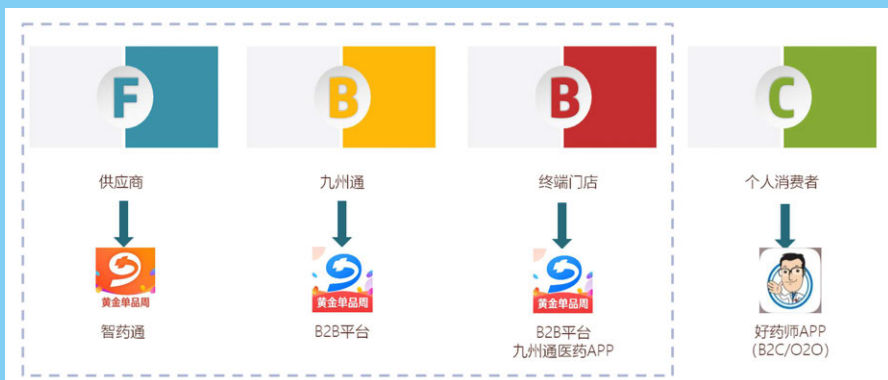 F
B
B
C
供应商
九州通
终端门店
个人消费者
黄金单品周
黄金单品周
黄金单品周
智药通
B2B平台
B2B平台
九州通医药APP
好药师APP
(B2C/O2O)